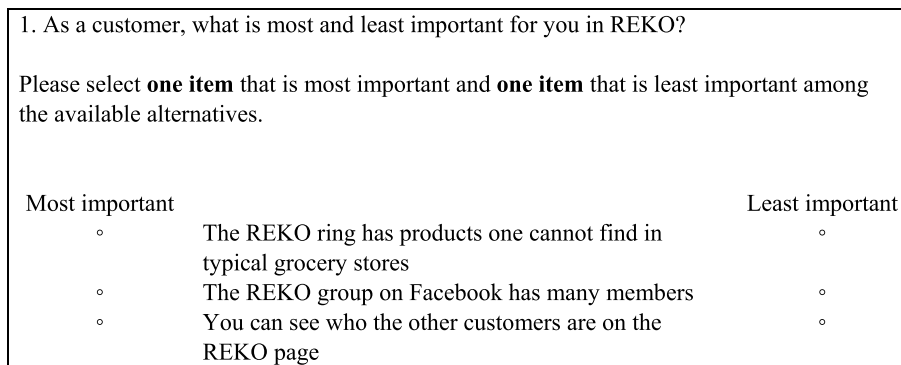 1. As a customer, what is most and least important for you in REKO?
Please select one item that is most important and one item that is least important among
the available alternatives.
Most important Least important
The REKO ring has products one cannot find in
typical grocery stores
The REKO group on Facebook has many members
You can see who the other customers are on the
REKO page